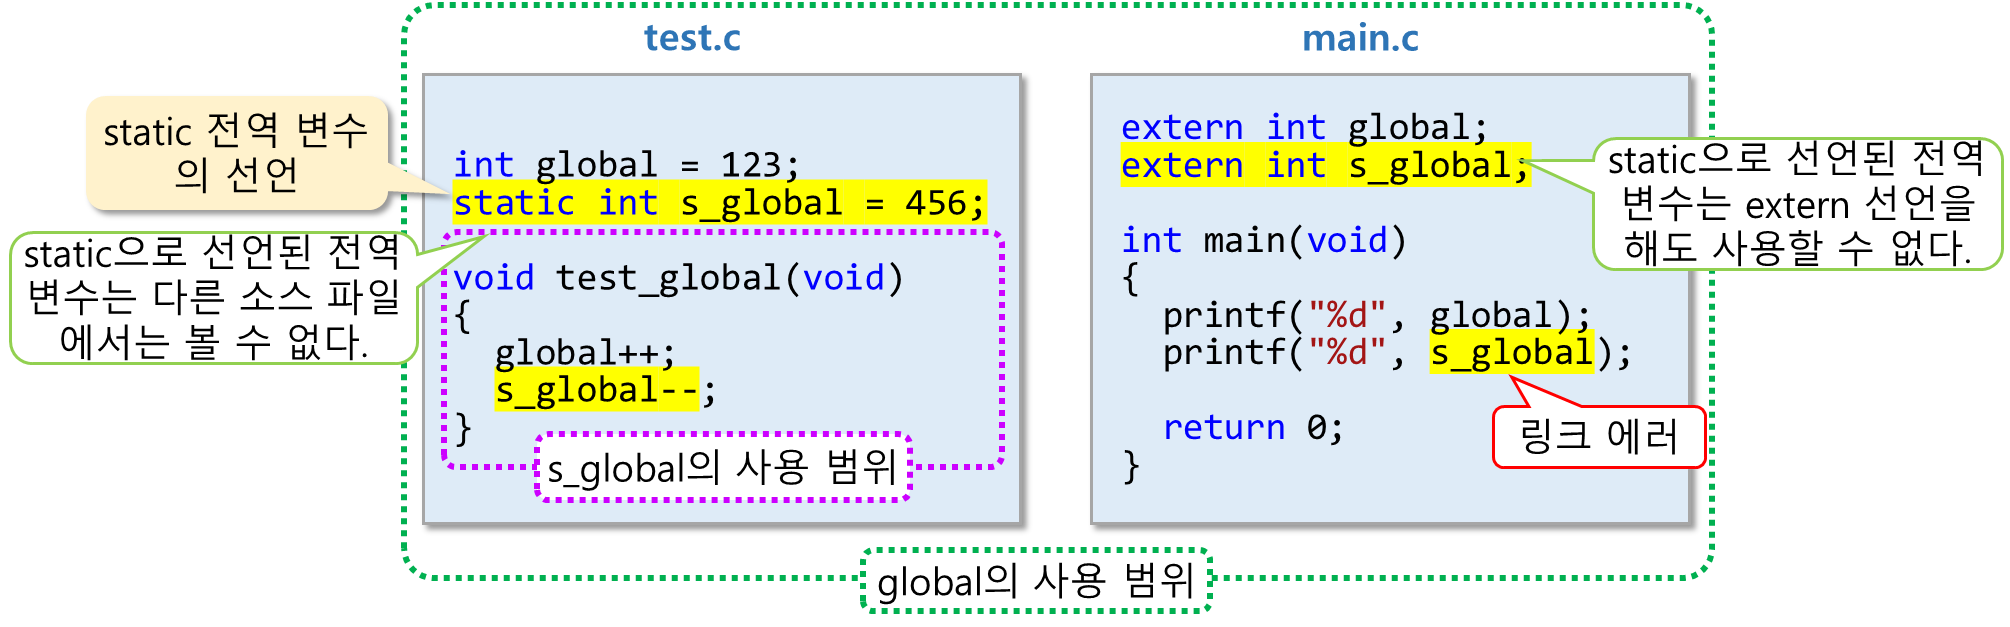 test.c
static 전역 변수
의 선언
int global = 123;
static int s_global = 456;
static으로 선언된 전역
변수는 다른 소스 파일
에서는 볼 수 없다.
void test_global(void)
{
global++;
s_global--;
}
s_global의 사용 범위
main.c
extern int global;
extern int s_global;
static으로 선언된 전역
변수는 extern 선언을
해도 사용할 수 없다.
int main(void)
{
printf("%d", global);
printf("%d", s_global);
링크 에러
return 0;
}
global의 사용 범위